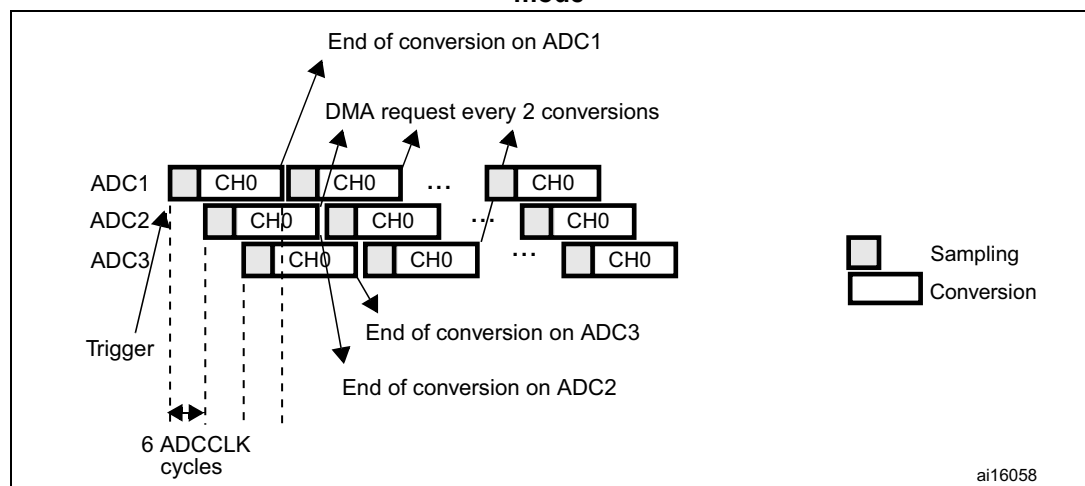 End of conversion on ADC1
DMA request every 2 conversions
ADC1 CH0 CH0 ... CH0
ADC2 CH0 CH0 ... CH0
ADC3 CH0 CH0 ... CH0
Sampling
Conversion
End of conversion on ADC3
Trigger
End of conversion on ADC2
6 ADCCLK
cycles
ai16058